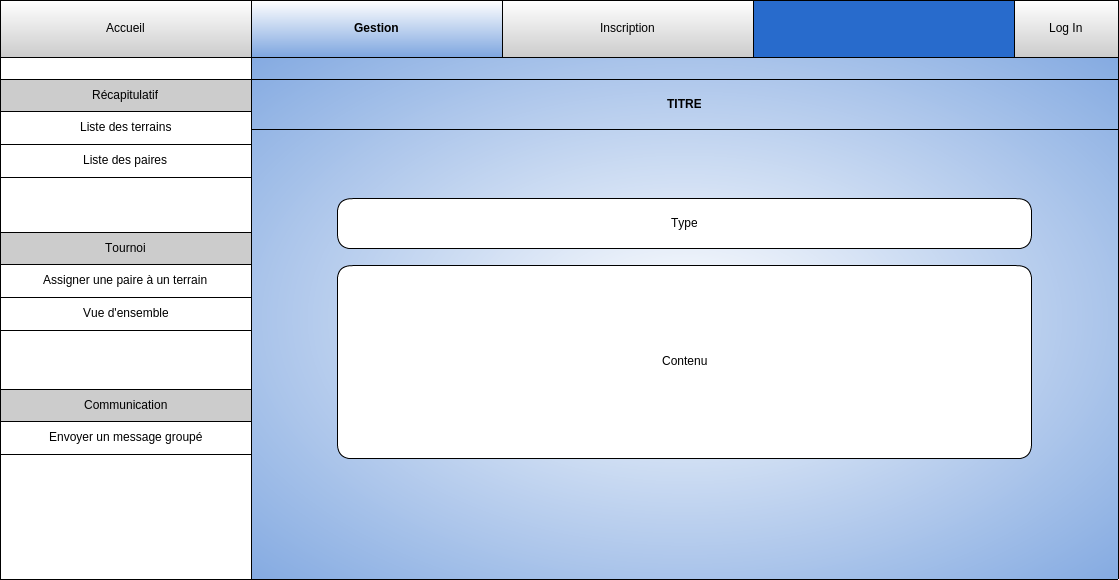 Accueil
Gestion
Inscription
Log In
Récapitulatif
Liste des terrains
Liste des paires
Tournoi
Assigner une paire à un terrain
Vue d'ensemble
Communication
Envoyer un message groupé
TITRE
Type
Contenu